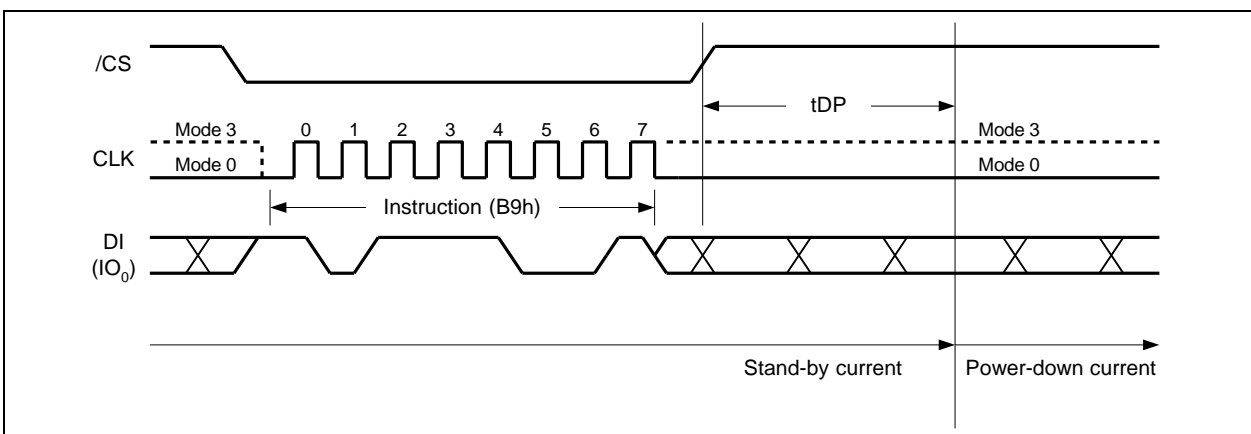 /CS
tDP
Mode 3
0 1 2 3 4 5 6 7
Mode 3
CLK
Mode 0
Mode 0
Instruction (B9h)
DI
(IO0)
Stand-by current
Power-down current